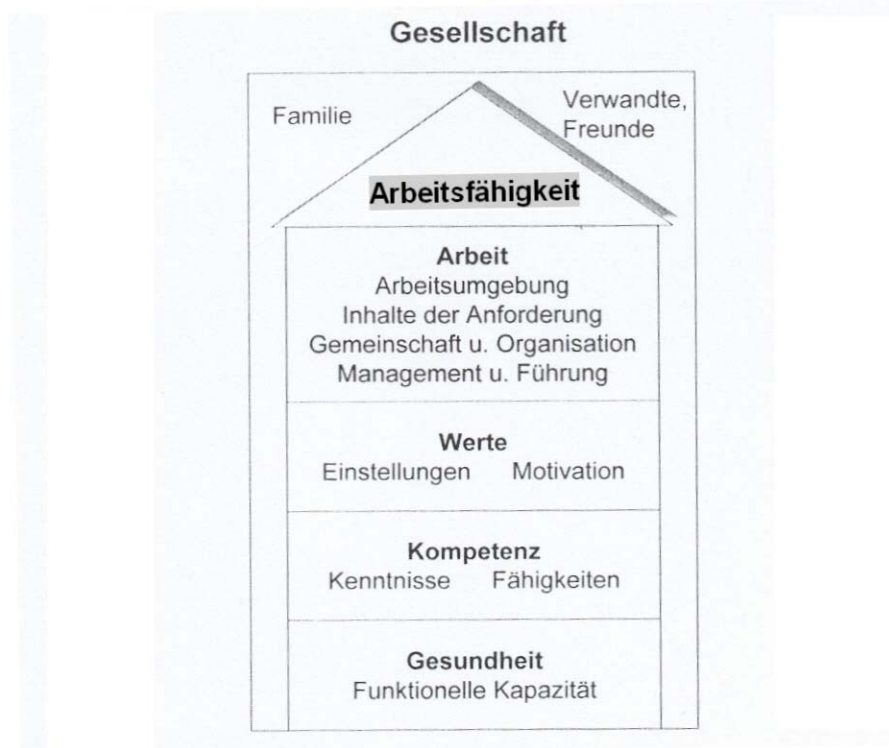 Gesellschaft
Familie
Verwandte,
Freunde
Arbeitsfähigkeit
Arbeit
Arbeitsumgebung
Inhalte der Anforderung
Gemeinschaft u. Organisation
Management u. Führung
Werte
Einstellungen Motivation
Kompetenz
Kenntnisse Fähigkeiten
Gesundheit
Funktionelle Kapazität